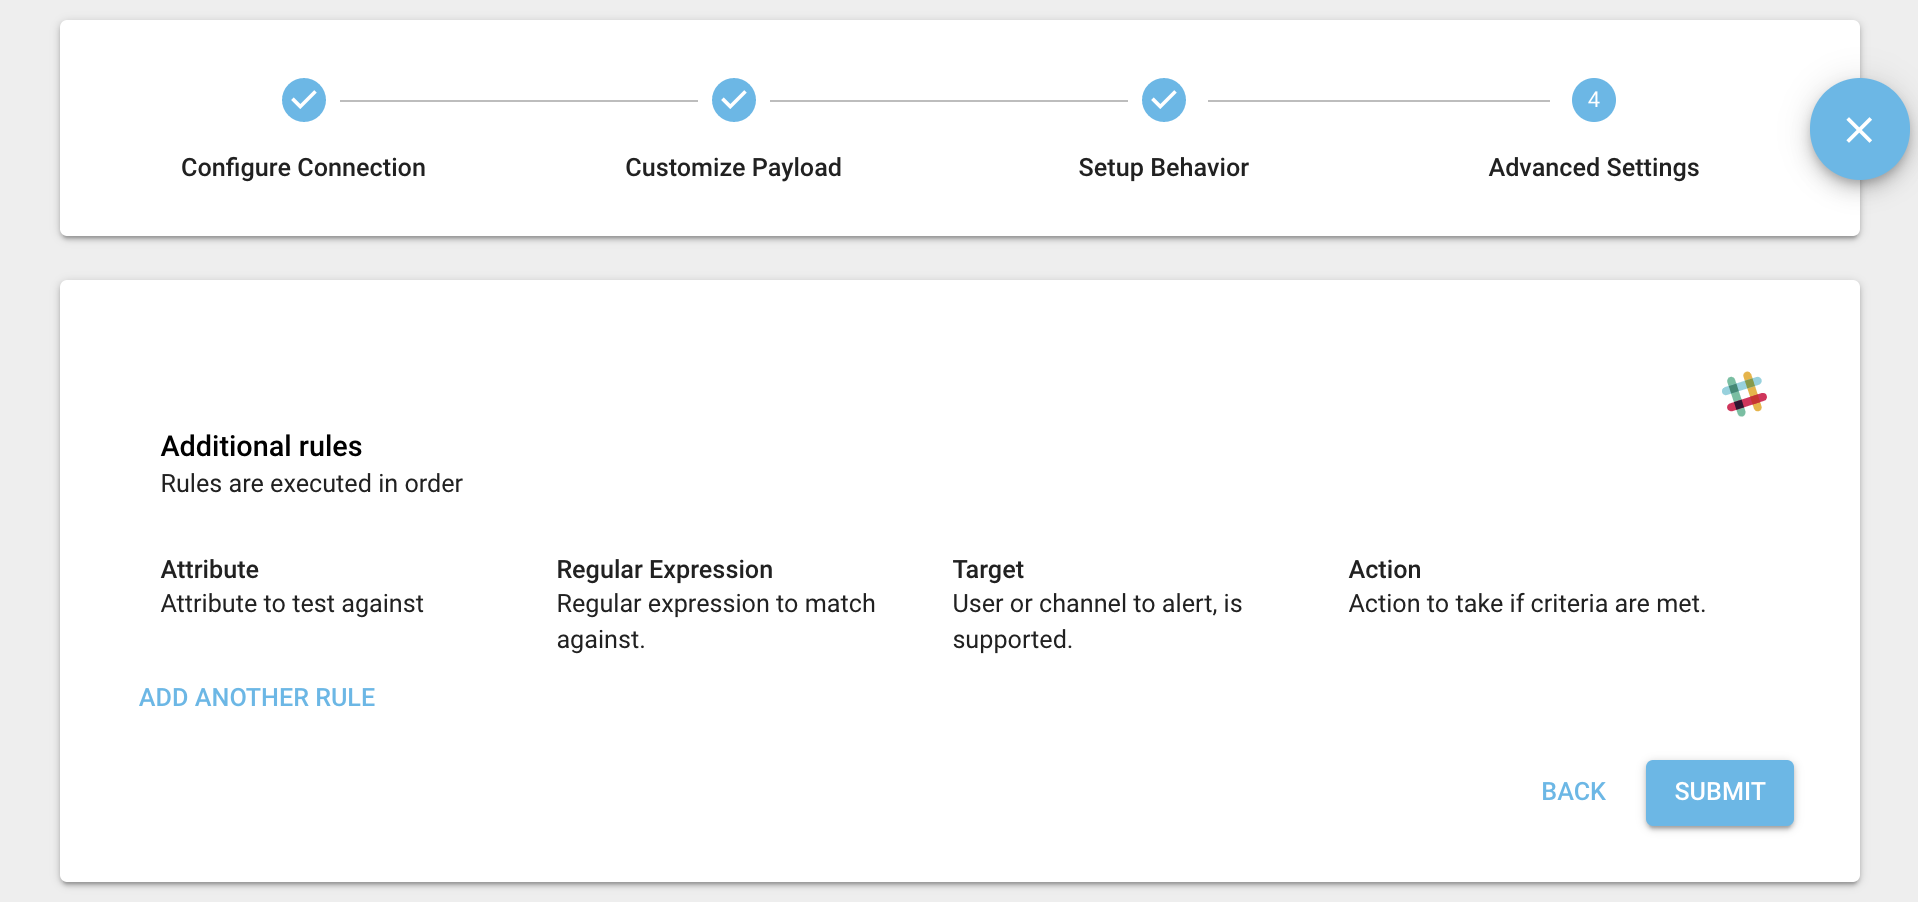 4
Configure Connection
Customize Payload
Setup Behavior
Advanced Settings
Additional rules
Rules are executed in order
Attribute
Attribute to test against
Regular Expression
Regular expression to match
against.
Target
User or channel to alert, is
supported.
Action
Action to take if criteria are met.
ADD ANOTHER RULE
BACK
SUBMIT